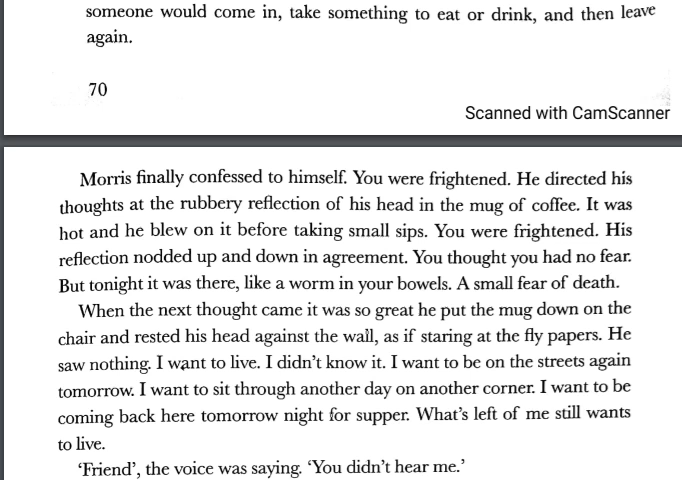 someone would come in, take something to eat or drink, and then leave
again.
70
Scanned with CamScanner
Morris finally confessed to himself. You were frightened. He directed his
thoughts at the rubbery reflection of his head in the mug of coffee. It was
hot and he blew on it before taking small sips. You were frightened. His
reflection nodded up and down in agreement. You thought you had no fear.
But tonight it was there, like a worm in your bowels. A small fear of death.
When the next thought came it was so great he put the mug down on the
chair and rested his head against the wall, as if staring at the fly papers. He
saw nothing. I want to live. I didn't know it. I want to be on the streets again
tomorrow. I want to sit through another day on another corner. I want to be
coming back here tomorrow night for supper. What's left of me still wants
to live.
'Friend', the voice was saying. 'You didn't hear me.'